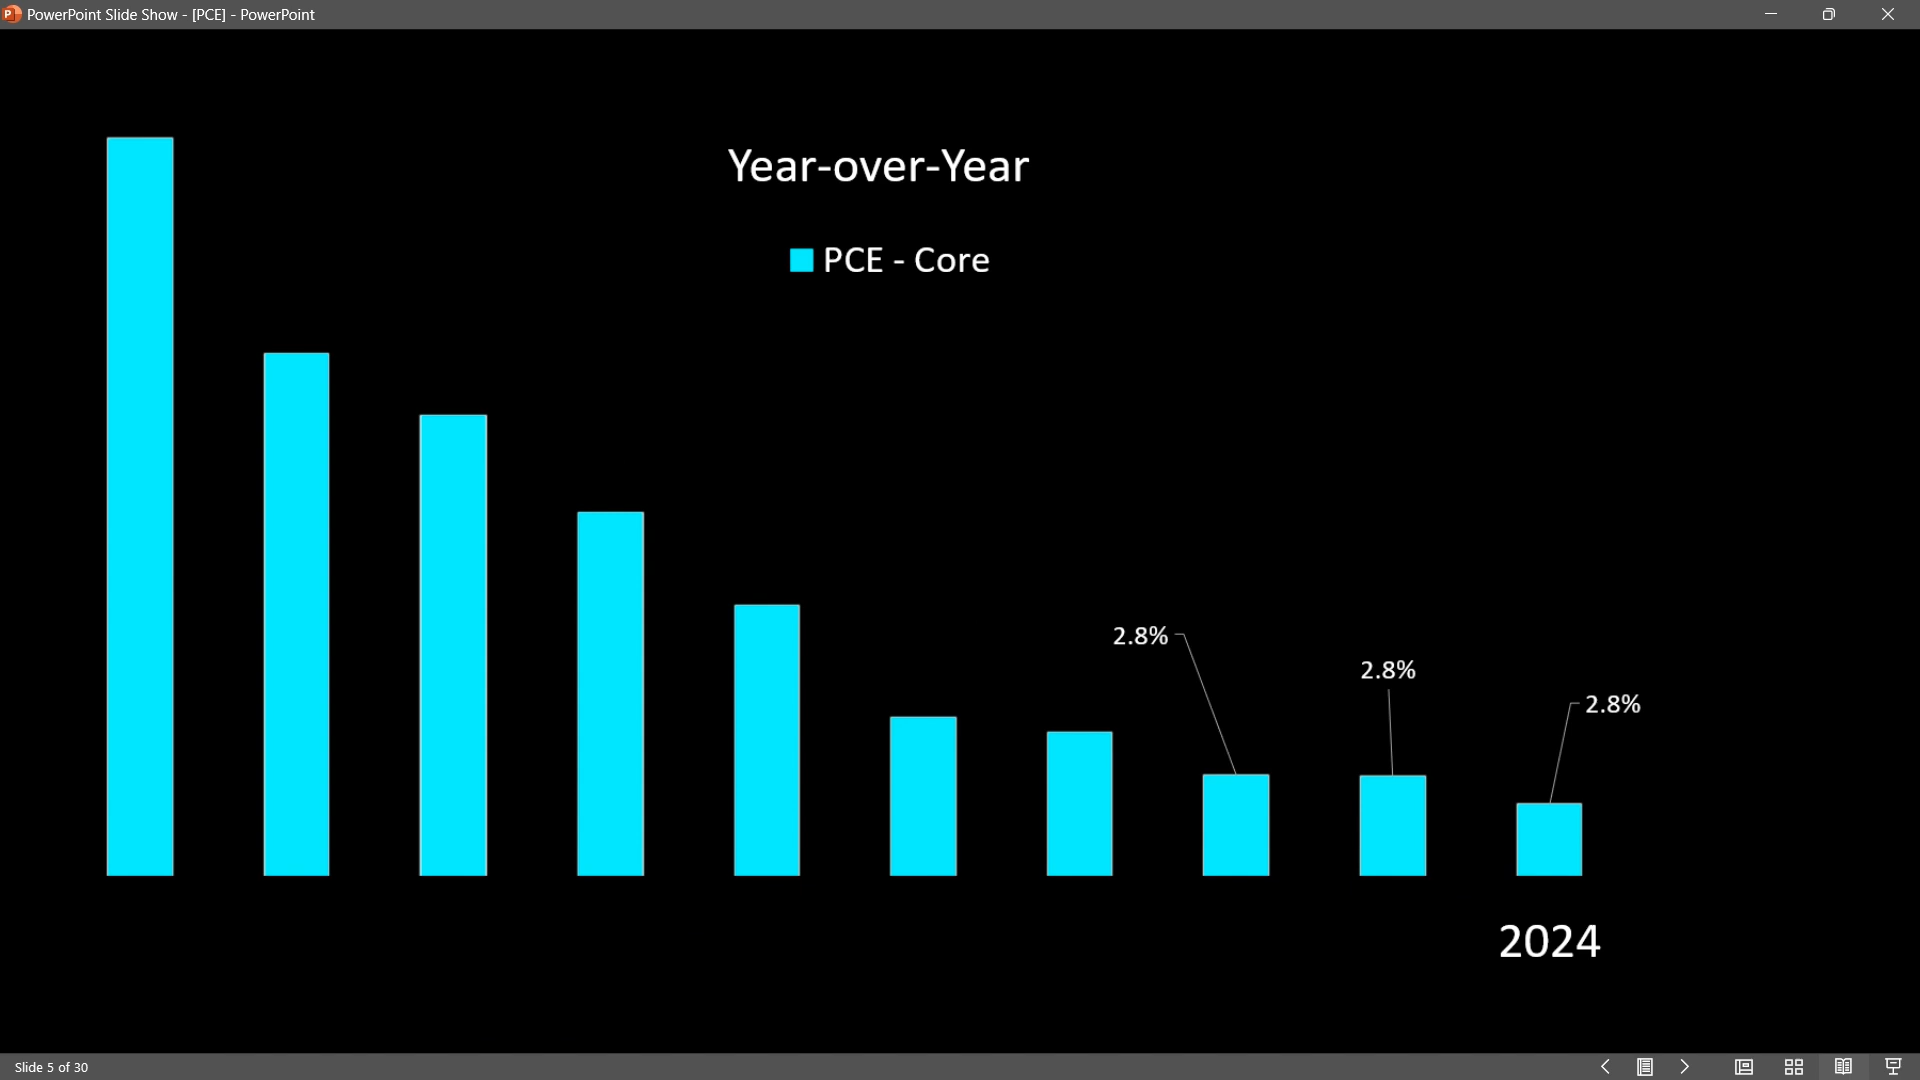 PowerPoint Slide Show - [PCE] - PowerPoint
Year-over-Year
PCE - Core
2.8%
2.8%
2.8%
2024
Slide 5 of 30